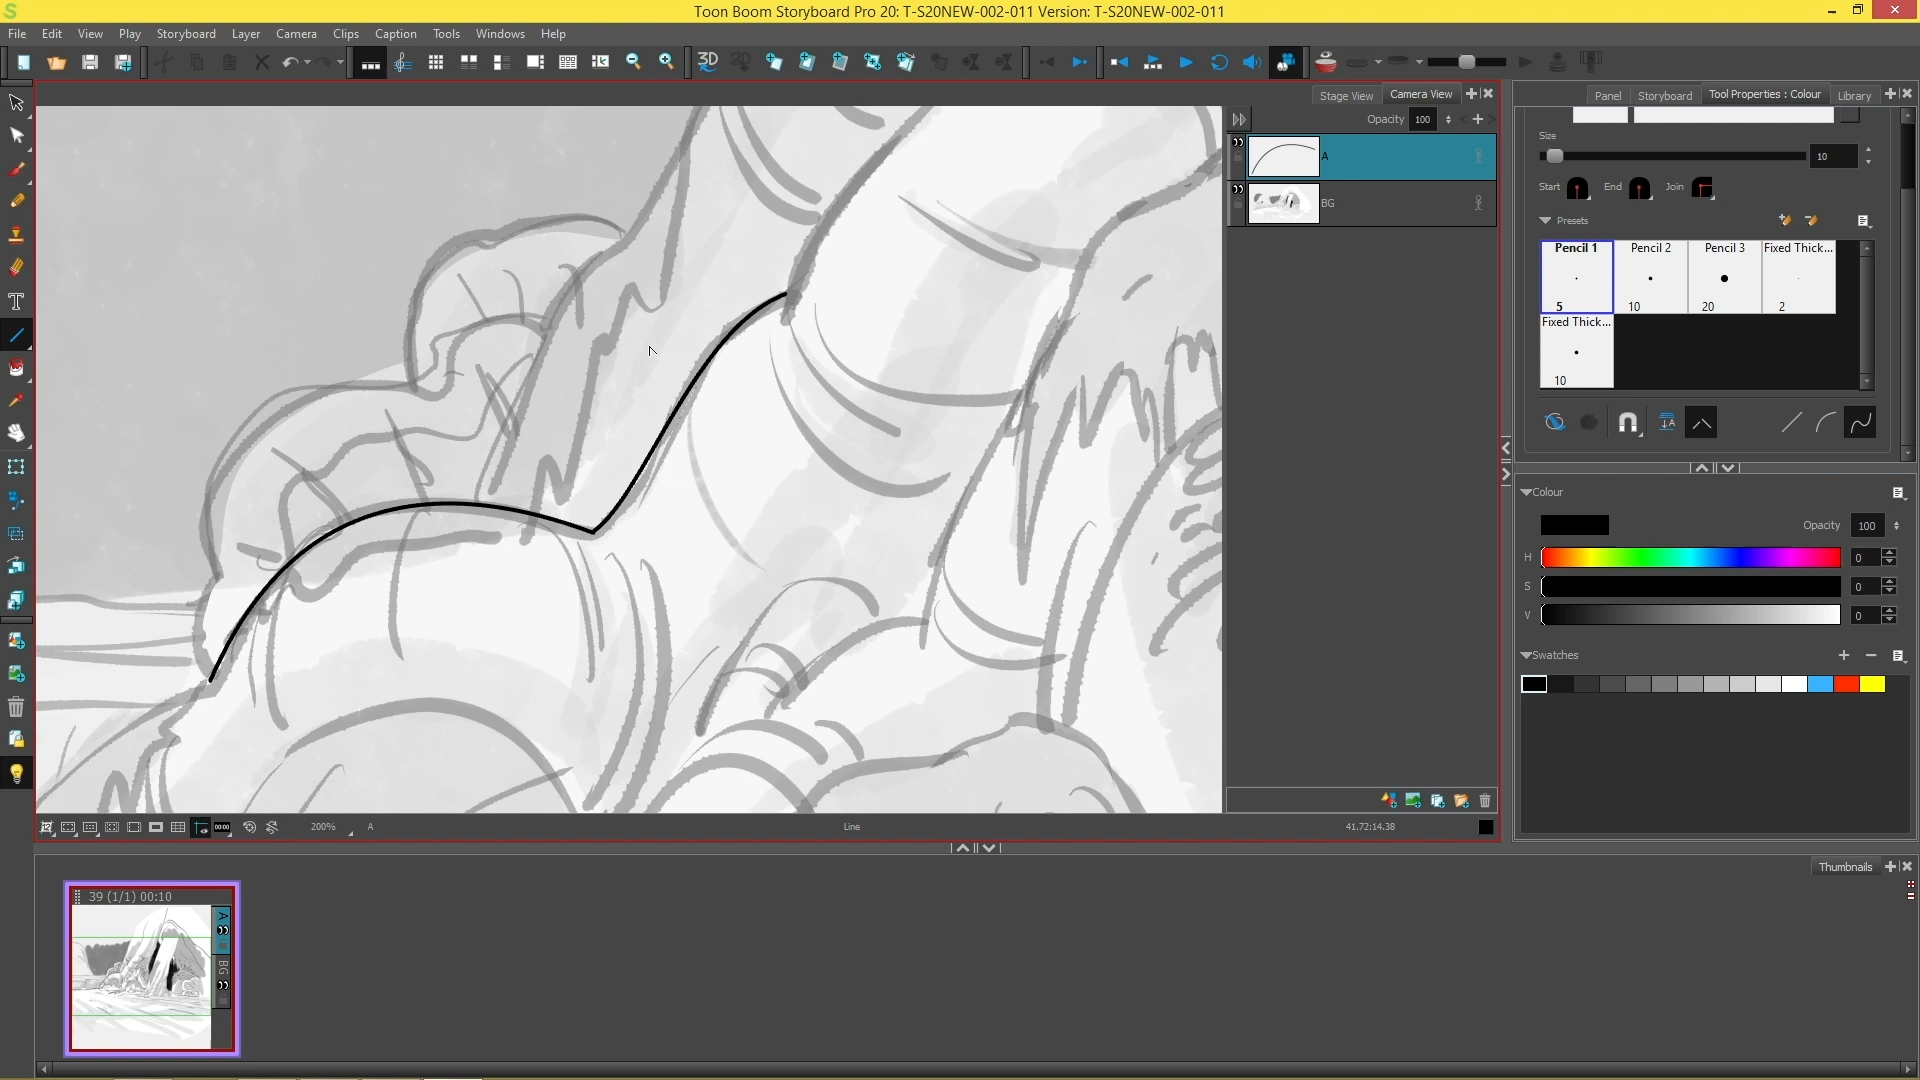 Toon Boom Storyboard Pro 20: T-S20NEW-002-011 Version: T-S20NEW-002-011
File Edit View Play Storyboard Layer Camera Clips Caption Tools Windows Help
3D
Stage View Camera View
Panel Storyboard Tool Properties : Colour Library
Opacity 100
A
BG
Size
10
Start End Join
Presets
Pencil 1 Pencil 2 Pencil 3 Fixed Thick...
5 10 20 2
Fixed Thick...
10
Colour
Opacity 100
H 0
S 0
V 0
Swatches
200% A Line 41.72:14.38
Thumbnails
39 (1/1) 00:10
A
BG